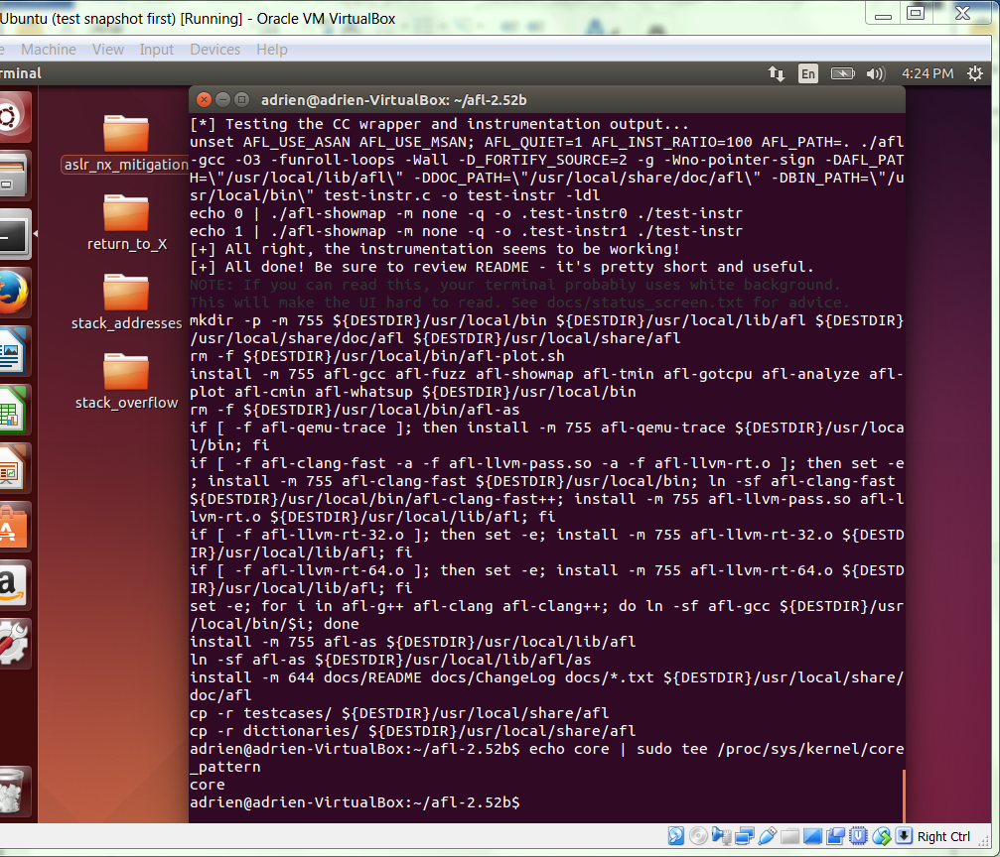 Ubuntu (test snapshot first) [Running] - Oracle VM VirtualBox
e Machine View Input Devices Help
rminal
En
4:24 PM
adrien@adrien-VirtualBox: ~/afl-2.52b
aslr_nx_mitigation
return_to_X
stack_addresses
stack_overflow
[*] Testing the CC wrapper and instrumentation output...
unset AFL_USE_ASAN AFL_USE_MSAN; AFL_QUIET=1 AFL_INST_RATIO=100 AFL_PATH=. ./afl
-gcc -O3 -funroll-loops -Wall -D_FORTIFY_SOURCE=2 -g -Wno-pointer-sign -DAFL_PAT
H=\"/usr/local/lib/afl\" -DDOC_PATH=\"/usr/local/share/doc/afl\" -DBIN_PATH=\"/u
sr/local/bin\" test-instr.c -o test-instr -ldl
echo 0 | ./afl-showmap -m none -q -o .test-instr0 ./test-instr
echo 1 | ./afl-showmap -m none -q -o .test-instr1 ./test-instr
[+] All right, the instrumentation seems to be working!
[+] All done! Be sure to review README - it's pretty short and useful.
NOTE: If you can read this, your terminal probably uses white background.
This will make the UI hard to read. See docs/status_screen.txt for advice.
mkdir -p -m 755 ${DESTDIR}/usr/local/bin ${DESTDIR}/usr/local/lib/afl ${DESTDIR}
/usr/local/share/doc/afl ${DESTDIR}/usr/local/share/afl
rm -f ${DESTDIR}/usr/local/bin/afl-plot.sh
install -m 755 afl-gcc afl-fuzz afl-showmap afl-tmin afl-gotcpu afl-analyze afl-
plot afl-cmin afl-whatsup ${DESTDIR}/usr/local/bin
rm -f ${DESTDIR}/usr/local/bin/afl-as
if [ -f afl-qemu-trace ]; then install -m 755 afl-qemu-trace ${DESTDIR}/usr/loca
l/bin; fi
if [ -f afl-clang-fast -a -f afl-llvm-pass.so -a -f afl-llvm-rt.o ]; then set -e
; install -m 755 afl-clang-fast ${DESTDIR}/usr/local/bin; ln -sf afl-clang-fast
${DESTDIR}/usr/local/bin/afl-clang-fast++; install -m 755 afl-llvm-pass.so afl-l
lvm-rt.o ${DESTDIR}/usr/local/lib/afl; fi
if [ -f afl-llvm-rt-32.o ]; then set -e; install -m 755 afl-llvm-rt-32.o ${DESTD
IR}/usr/local/lib/afl; fi
if [ -f afl-llvm-rt-64.o ]; then set -e; install -m 755 afl-llvm-rt-64.o ${DESTD
IR}/usr/local/lib/afl; fi
set -e; for i in afl-g++ afl-clang afl-clang++; do ln -sf afl-gcc ${DESTDIR}/usr
/local/bin/$i; done
install -m 755 afl-as ${DESTDIR}/usr/local/lib/afl
ln -sf afl-as ${DESTDIR}/usr/local/lib/afl/as
install -m 644 docs/README docs/ChangeLog docs/*.txt ${DESTDIR}/usr/local/share/
doc/afl
cp -r testcases/ ${DESTDIR}/usr/local/share/afl
cp -r dictionaries/ ${DESTDIR}/usr/local/share/afl
adrien@adrien-VirtualBox:~/afl-2.52b$ echo core | sudo tee /proc/sys/kernel/core
_pattern
core
adrien@adrien-VirtualBox:~/afl-2.52b$
Right Ctrl